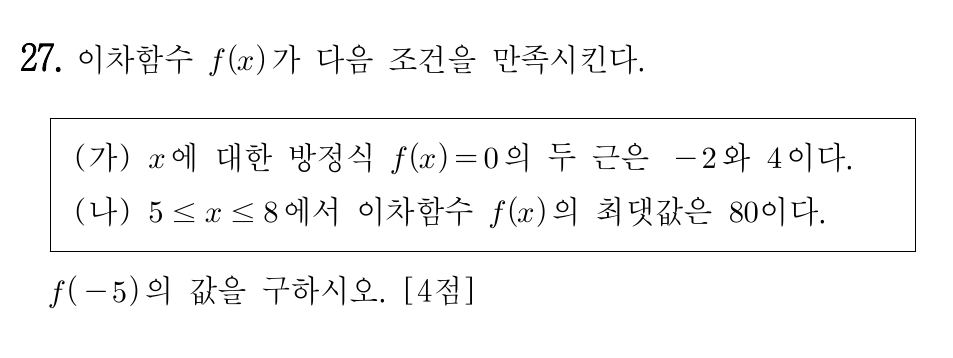 27. 이차함수 f(x)가 다음 조건을 만족시킨다.
(가) x에 대한 방정식 f(x)=0의 두 근은 -2와 4이다.
(나) 5≤x≤8에서 이차함수 f(x)의 최댓값은 80이다.
f(-5)의 값을 구하시오. [4점]